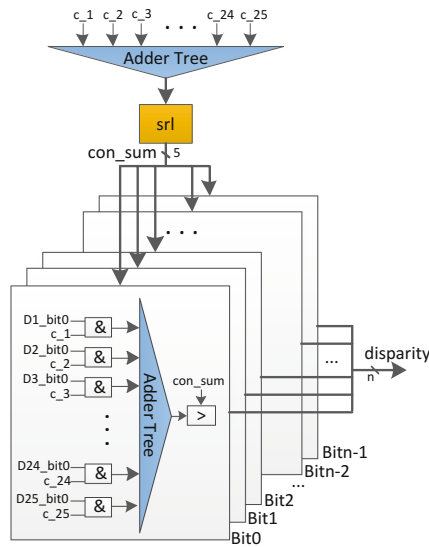 c_1 c_2 c_3 . . . c_24 c_25
Adder Tree
srl
con_sum 5
. . .
D1_bit0
c_1
&
D2_bit0
c_2
&
D3_bit0
c_3
&
Adder Tree
con_sum
>
...
disparity
n
D24_bit0
c_24
&
D25_bit0
c_25
&
Bitn-1
Bitn-2
...
Bit2
Bit1
Bit0